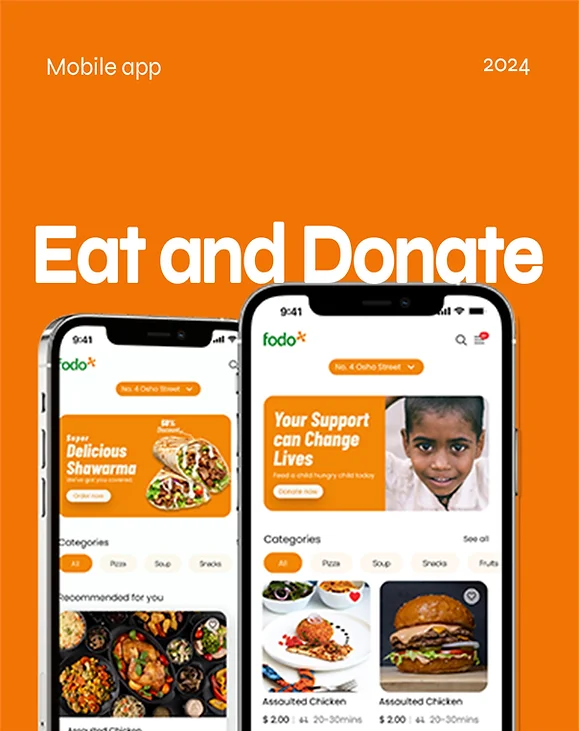 Mobile app
2024
Eat and Donate
9:41
fodo
No. 4 Osho Street
Super
Delicious
Shawarma
We've got you covered.
Order now
50%
Discount
Categories
All
Pizza
Soup
Snacks
Recommended for you
Assaulted Chicken
9:41
fodo
No. 4 Osho Street
Your Support
can Change
Lives
Feed a child hungry child today
Donate now
Categories
See all
All
Pizza
Soup
Snacks
Fruits
Assaulted Chicken
$ 2.00
20-30mins
Assaulted Chicken
$ 2.00
20-30mins